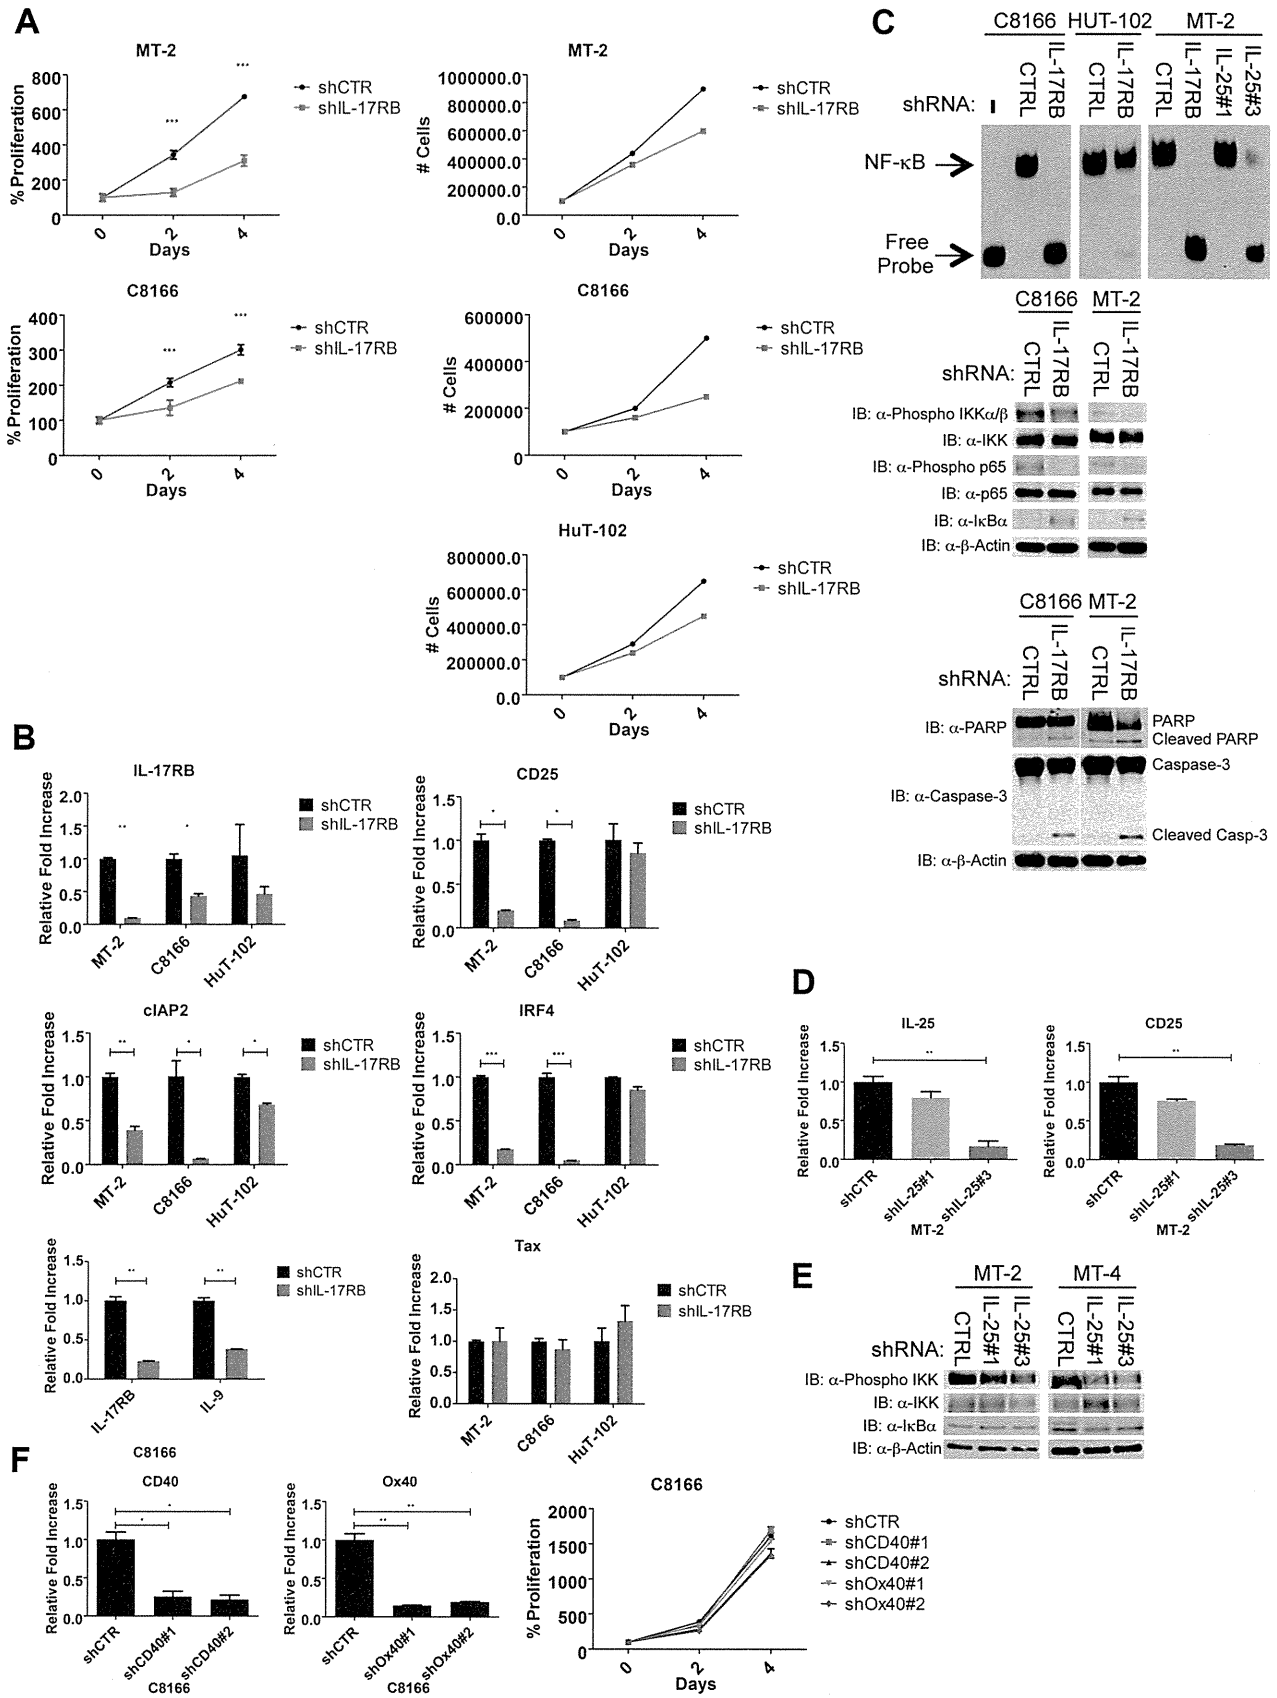 A
MT-2
% Proliferation
800
600
400
200
0
***
***
0 2 4
Days
shCTR
shIL-17RB
MT-2
# Cells
1000000.0
800000.0
600000.0
400000.0
200000.0
0.0
0 2 4
Days
shCTR
shIL-17RB
C8166
% Proliferation
400
300
200
100
0
***
***
0 2 4
Days
shCTR
shIL-17RB
C8166
# Cells
600000
400000
200000
0
0 2 4
Days
shCTR
shIL-17RB
HuT-102
# Cells
800000.0
600000.0
400000.0
200000.0
0.0
0 2 4
Days
shCTR
shIL-17RB
B
IL-17RB
Relative Fold Increase
2.0
1.5
1.0
0.5
0.0
**
*
MT-2 C8166 HuT-102
shCTR
shIL-17RB
CD25
Relative Fold Increase
1.5
1.0
0.5
0.0
*
*
MT-2 C8166 HuT-102
shCTR
shIL-17RB
cIAP2
Relative Fold Increase
1.5
1.0
0.5
0.0
**
*
*
MT-2 C8166 HuT-102
shCTR
shIL-17RB
IRF4
Relative Fold Increase
1.5
1.0
0.5
0.0
***
***
MT-2 C8166 HuT-102
shCTR
shIL-17RB
Relative Fold Increase
1.5
1.0
0.5
0.0
**
**
IL-17RB IL-9
C8166
shCTR
shIL-17RB
Tax
Relative Fold Increase
2.0
1.5
1.0
0.5
0.0
MT-2 C8166 HuT-102
shCTR
shIL-17RB
C
C8166 HUT-102 MT-2
shRNA: - CTRL IL-17RB CTRL IL-17RB CTRL IL-17RB IL-25#1 IL-25#3
NF-κB
Free
Probe
C8166 MT-2
shRNA: CTRL IL-17RB CTRL IL-17RB
IB: α-Phospho IKKα/β
IB: α-IKK
IB: α-Phospho p65
IB: α-p65
IB: α-IκBα
IB: α-β-Actin
C8166 MT-2
shRNA: CTRL IL-17RB CTRL IL-17RB
IB: α-PARP
PARP
Cleaved PARP
Caspase-3
IB: α-Caspase-3
Cleaved Casp-3
IB: α-β-Actin
D
IL-25
Relative Fold Increase
1.5
1.0
0.5
0.0
**
shCTR shIL-25#1 shIL-25#3
MT-2
CD25
Relative Fold Increase
1.5
1.0
0.5
0.0
**
shCTR shIL-25#1 shIL-25#3
MT-2
E
MT-2 MT-4
shRNA: CTRL IL-25#1 IL-25#3 CTRL IL-25#1 IL-25#3
IB: α-Phospho IKK
IB: α-IKK
IB: α-IκBα
IB: α-β-Actin
F
CD40
Relative Fold Increase
1.5
1.0
0.5
0.0
*
*
shCTR shCD40#1 shCD40#2
C8166
Ox40
Relative Fold Increase
1.5
1.0
0.5
0.0
**
**
shCTR shOx40#1 shOx40#2
C8166
C8166
% Proliferation
2000
1500
1000
500
0
0 2 4
Days
shCTR
shCD40#1
shCD40#2
shOx40#1
shOx40#2